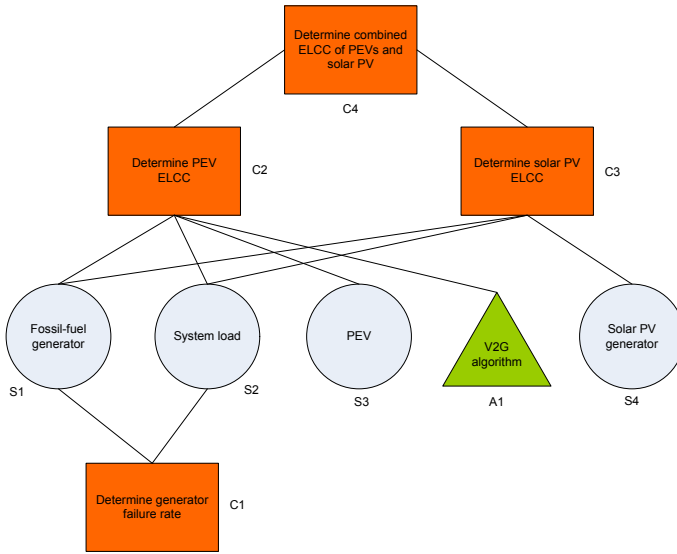 Determine combined
ELCC of PEVs and
solar PV
C4
Determine PEV
ELCC
C2
Determine solar PV
ELCC
C3
Fossil-fuel
generator
S1
System load
S2
PEV
S3
V2G
algorithm
A1
Solar PV
generator
S4
Determine generator
failure rate
C1